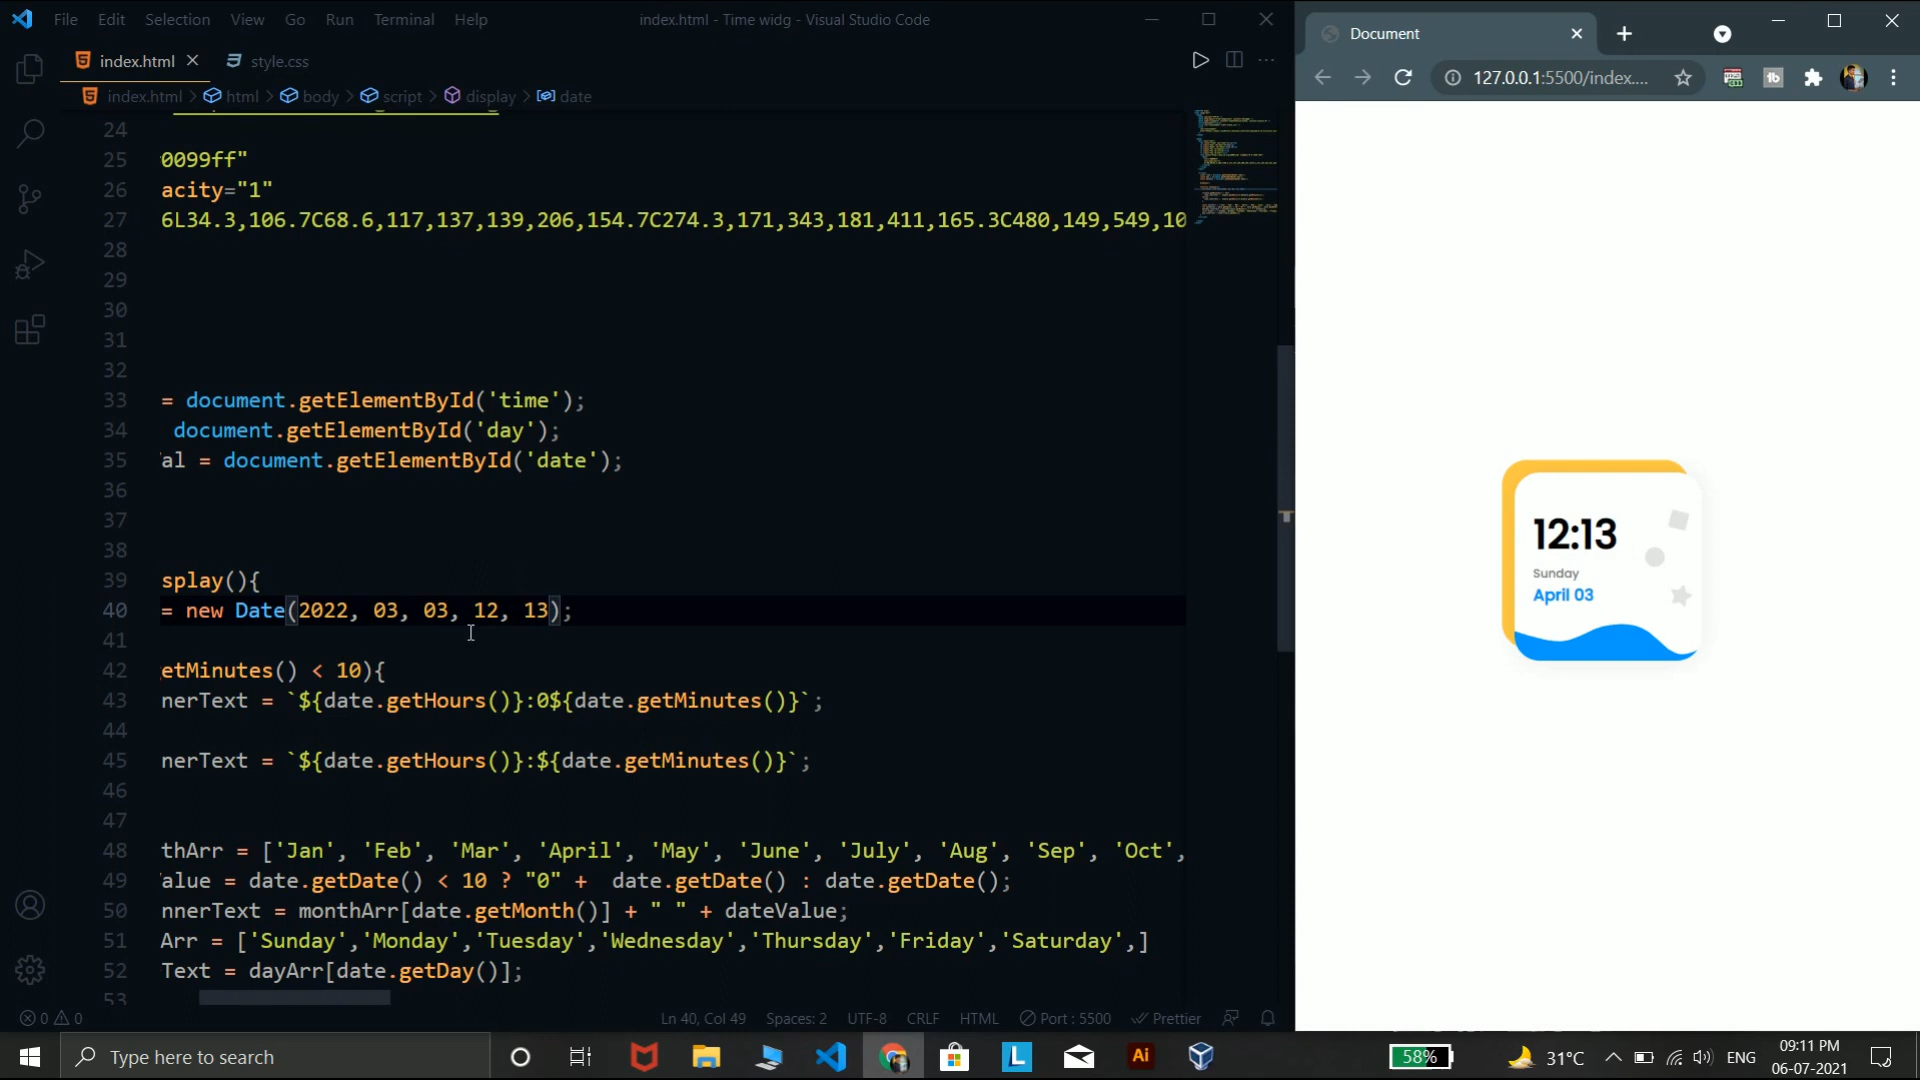 File Edit Selection View Go Run Terminal Help
index.html - Time widg - Visual Studio Code
index.html
style.css
index.html > html > body > script > display > date
24
25 0099ff"
26 acity="1"
27 6L34.3,106.7C68.6,117,137,139,206,154.7C274.3,171,343,181,411,165.3C480,149,549,10
28
29
30
31
32
33 = document.getElementById('time');
34 document.getElementById('day');
35 al = document.getElementById('date');
36
37
38
39 splay(){
40 = new Date(2022, 03, 03, 12, 13);
41
42 etMinutes() < 10){
43 nerText = `${date.getHours()}:0${date.getMinutes()}`;
44
45 nerText = `${date.getHours()}:${date.getMinutes()}`;
46
47
48 thArr = ['Jan', 'Feb', 'Mar', 'April', 'May', 'June', 'July', 'Aug', 'Sep', 'Oct',
49 alue = date.getDate() < 10 ? "0" +  date.getDate() : date.getDate();
50 nnerText = monthArr[date.getMonth()] + " " + dateValue;
51 Arr = ['Sunday','Monday','Tuesday','Wednesday','Thursday','Friday','Saturday',]
52 Text = dayArr[date.getDay()];
53
0 0
Ln 40, Col 49 Spaces: 2 UTF-8 CRLF HTML Port : 5500 Prettier
Document
127.0.0.1:5500/index....
tb
12:13
Sunday
April 03
Type here to search
L
Ai
58%
31°C
ENG
09:11 PM
06-07-2021